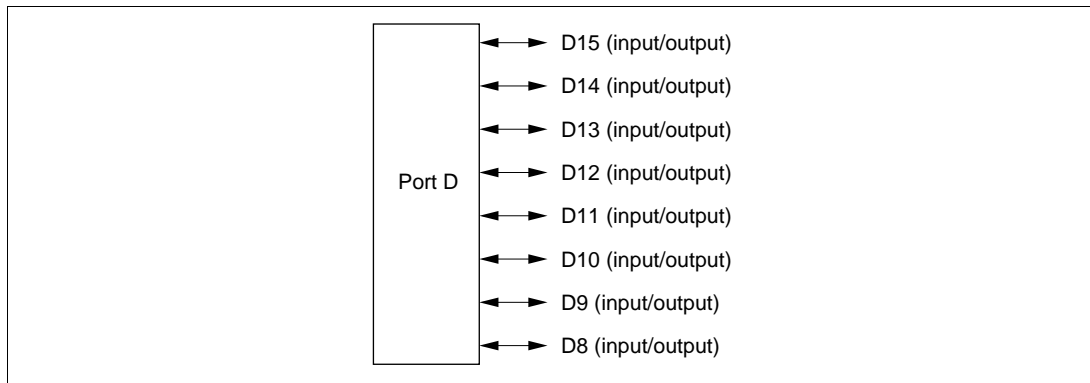 D15 (input/output)
D14 (input/output)
D13 (input/output)
D12 (input/output)
Port D
D11 (input/output)
D10 (input/output)
D9 (input/output)
D8 (input/output)